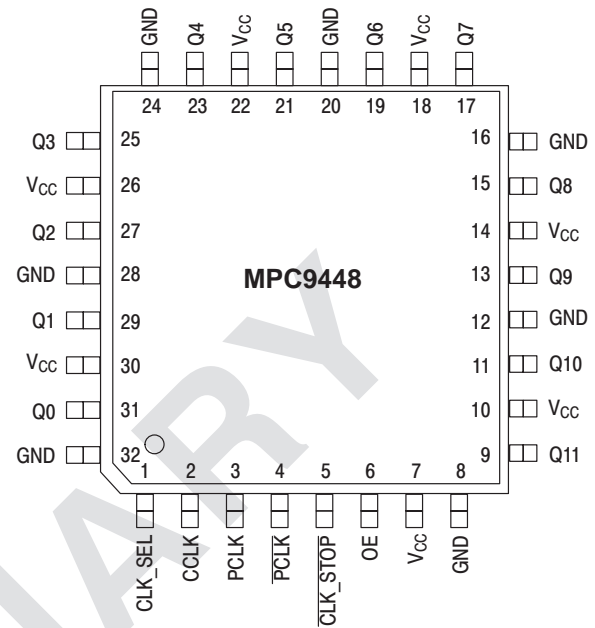 GND Q4 VCC Q5 GND Q6 VCC Q7
24 23 22 21 20 19 18 17
Q3 25 16 GND
VCC 26 15 Q8
Q2 27 14 VCC
GND 28 13 Q9
MPC9448
Q1 29 12 GND
VCC 30 11 Q10
Q0 31 10 VCC
GND 32 9 Q11
1 2 3 4 5 6 7 8
CLK_SEL CCLK PCLK PCLK CLK_STOP OE VCC GND
IARY